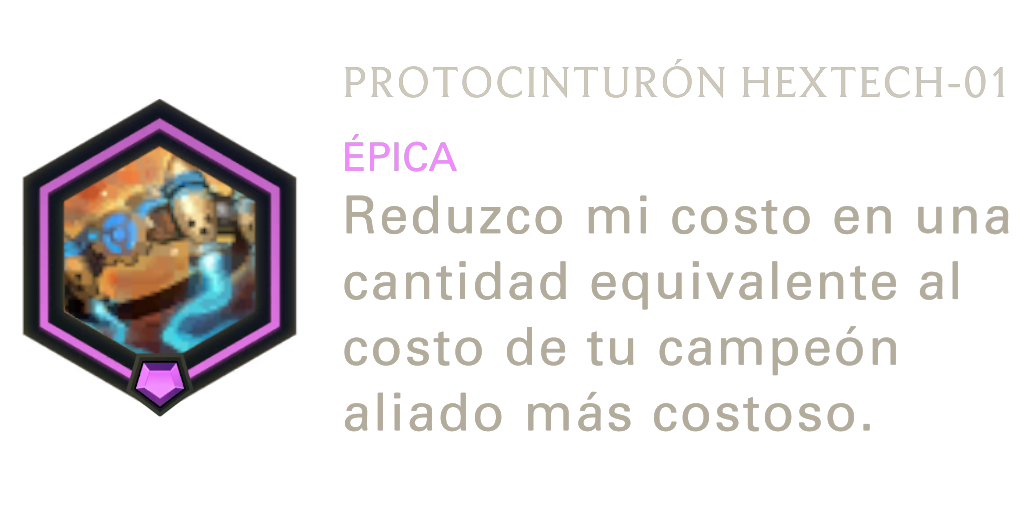 PROTOCINTURÓN HEXTECH-01
ÉPICA
Reduzco mi costo en una
cantidad equivalente al
costo de tu campeón
aliado más costoso.